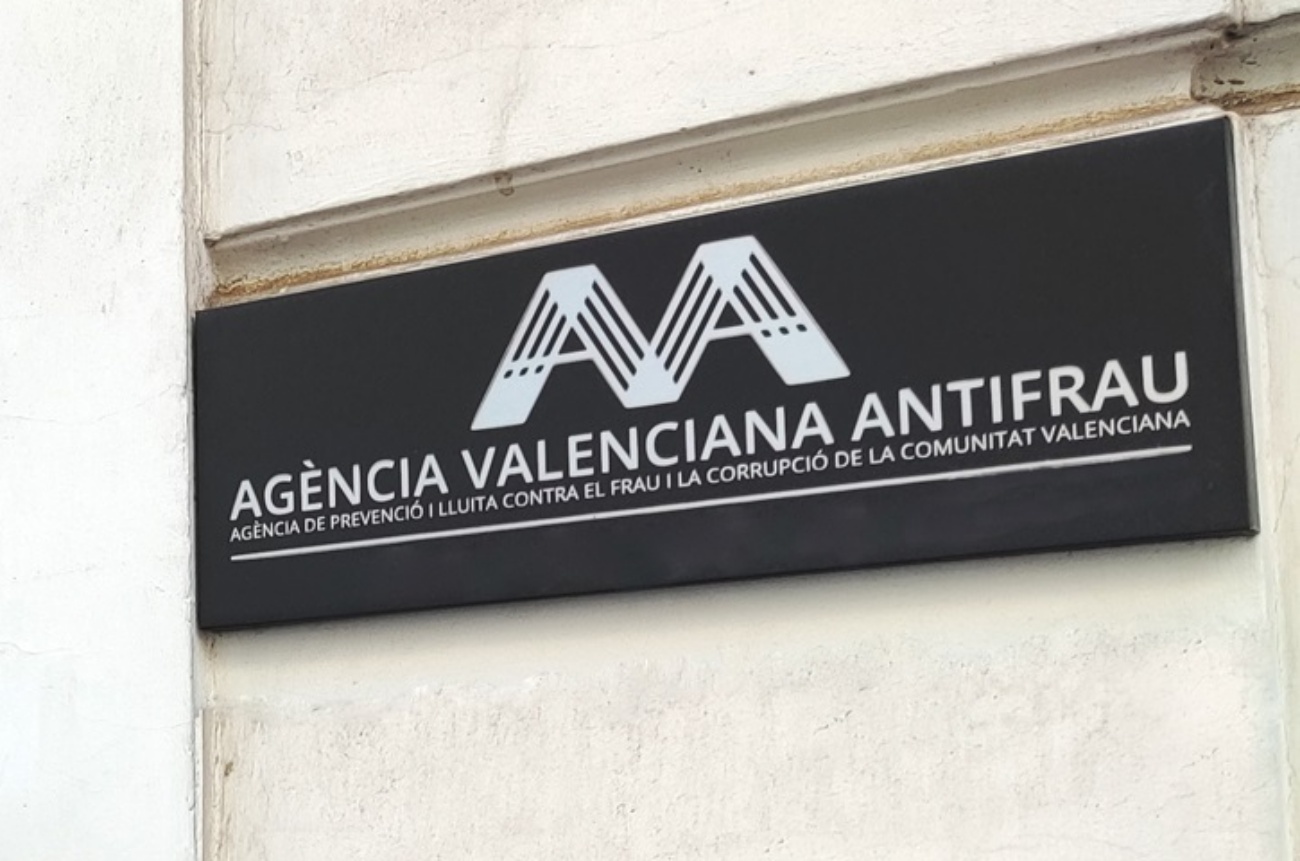 AGÈNCIA VALENCIANA ANTIFRAU
AGÈNCIA DE PREVENCIÓ I LLUITA CONTRA EL FRAU I LA CORRUPCIÓ DE LA COMUNITAT VALENCIANA